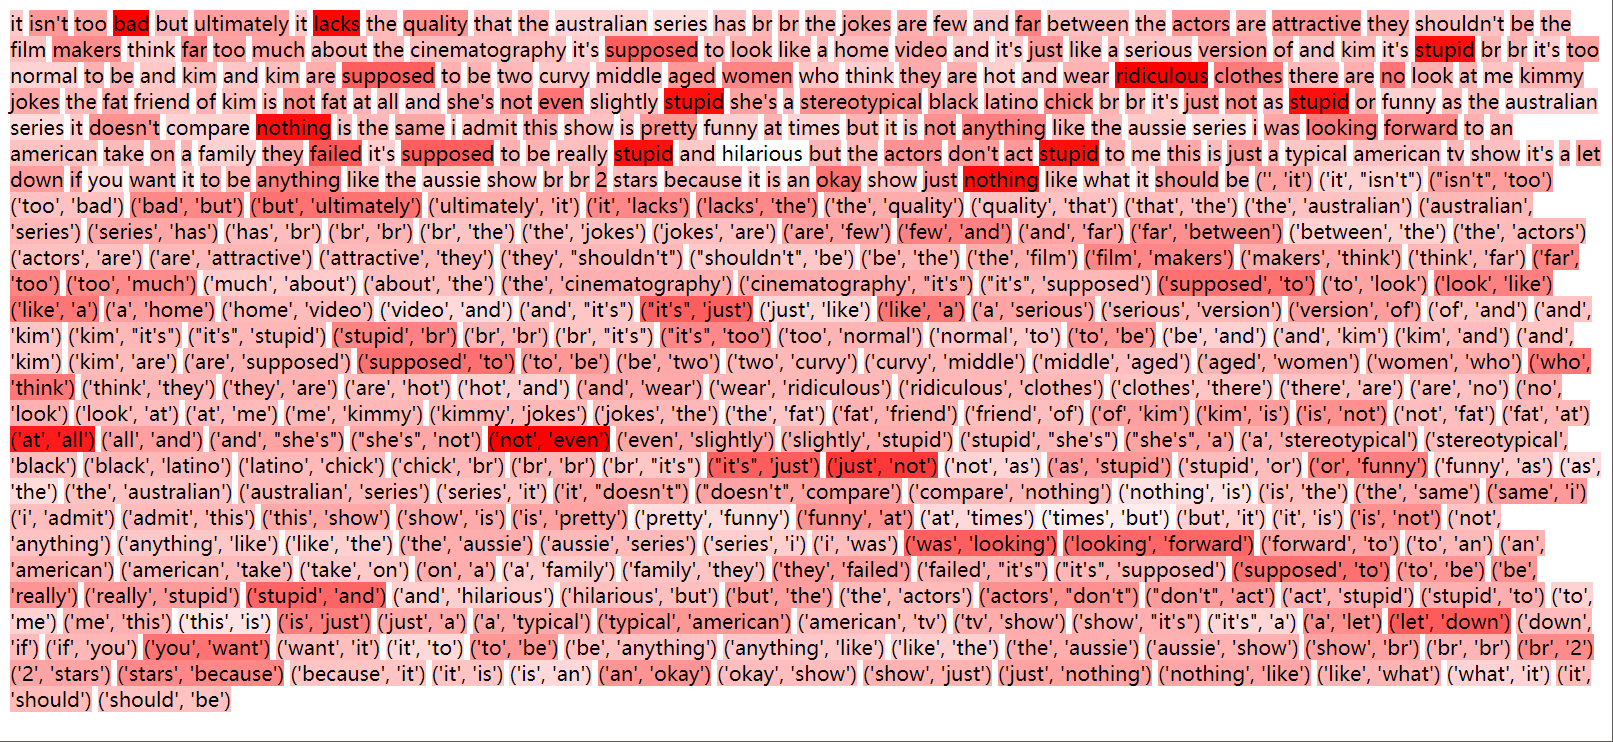 it isn't too bad but ultimately it lacks the quality that the australian series has br br the jokes are few and far between the actors are attractive they shouldn't be the
film makers think far too much about the cinematography it's supposed to look like a home video and it's just like a serious version of and kim it's stupid br br it's too
normal to be and kim and kim are supposed to be two curvy middle aged women who think they are hot and wear ridiculous clothes there are no look at me kimmy
jokes the fat friend of kim is not fat at all and she's not even slightly stupid she's a stereotypical black latino chick br br it's just not as stupid or funny as the australian
series it doesn't compare nothing is the same i admit this show is pretty funny at times but it is not anything like the aussie series i was looking forward to an
american take on a family they failed it's supposed to be really stupid and hilarious but the actors don't act stupid to me this is just a typical american tv show it's a let
down if you want it to be anything like the aussie show br br 2 stars because it is an okay show just nothing like what it should be ('', 'it') ('it', "isn't") ("isn't", 'too')
('too', 'bad') ('bad', 'but') ('but', 'ultimately') ('ultimately', 'it') ('it', 'lacks') ('lacks', 'the') ('the', 'quality') ('quality', 'that') ('that', 'the') ('the', 'australian') ('australian',
'series') ('series', 'has') ('has', 'br') ('br', 'br') ('br', 'the') ('the', 'jokes') ('jokes', 'are') ('are', 'few') ('few', 'and') ('and', 'far') ('far', 'between') ('between', 'the') ('the', 'actors')
('actors', 'are') ('are', 'attractive') ('attractive', 'they') ('they', "shouldn't") ("shouldn't", 'be') ('be', 'the') ('the', 'film') ('film', 'makers') ('makers', 'think') ('think', 'far') ('far',
'too') ('too', 'much') ('much', 'about') ('about', 'the') ('the', 'cinematography') ('cinematography', "it's") ("it's", 'supposed') ('supposed', 'to') ('to', 'look') ('look', 'like')
('like', 'a') ('a', 'home') ('home', 'video') ('video', 'and') ('and', "it's") ("it's", 'just') ('just', 'like') ('like', 'a') ('a', 'serious') ('serious', 'version') ('version', 'of') ('of', 'and') ('and',
'kim') ('kim', "it's") ("it's", 'stupid') ('stupid', 'br') ('br', 'br') ('br', "it's") ("it's", 'too') ('too', 'normal') ('normal', 'to') ('to', 'be') ('be', 'and') ('and', 'kim') ('kim', 'and') ('and',
'kim') ('kim', 'are') ('are', 'supposed') ('supposed', 'to') ('to', 'be') ('be', 'two') ('two', 'curvy') ('curvy', 'middle') ('middle', 'aged') ('aged', 'women') ('women', 'who') ('who',
'think') ('think', 'they') ('they', 'are') ('are', 'hot') ('hot', 'and') ('and', 'wear') ('wear', 'ridiculous') ('ridiculous', 'clothes') ('clothes', 'there') ('there', 'are') ('are', 'no') ('no',
'look') ('look', 'at') ('at', 'me') ('me', 'kimmy') ('kimmy', 'jokes') ('jokes', 'the') ('the', 'fat') ('fat', 'friend') ('friend', 'of') ('of', 'kim') ('kim', 'is') ('is', 'not') ('not', 'fat') ('fat', 'at')
('at', 'all') ('all', 'and') ('and', "she's") ("she's", 'not') ('not', 'even') ('even', 'slightly') ('slightly', 'stupid') ('stupid', "she's") ("she's", 'a') ('a', 'stereotypical') ('stereotypical',
'black') ('black', 'latino') ('latino', 'chick') ('chick', 'br') ('br', 'br') ('br', "it's") ("it's", 'just') ('just', 'not') ('not', 'as') ('as', 'stupid') ('stupid', 'or') ('or', 'funny') ('funny', 'as') ('as',
'the') ('the', 'australian') ('australian', 'series') ('series', 'it') ('it', "doesn't") ("doesn't", 'compare') ('compare', 'nothing') ('nothing', 'is') ('is', 'the') ('the', 'same') ('same', 'i')
('i', 'admit') ('admit', 'this') ('this', 'show') ('show', 'is') ('is', 'pretty') ('pretty', 'funny') ('funny', 'at') ('at', 'times') ('times', 'but') ('but', 'it') ('it', 'is') ('is', 'not') ('not',
'anything') ('anything', 'like') ('like', 'the') ('the', 'aussie') ('aussie', 'series') ('series', 'i') ('i', 'was') ('was', 'looking') ('looking', 'forward') ('forward', 'to') ('to', 'an') ('an',
'american') ('american', 'take') ('take', 'on') ('on', 'a') ('a', 'family') ('family', 'they') ('they', 'failed') ('failed', "it's") ("it's", 'supposed') ('supposed', 'to') ('to', 'be') ('be',
'really') ('really', 'stupid') ('stupid', 'and') ('and', 'hilarious') ('hilarious', 'but') ('but', 'the') ('the', 'actors') ('actors', "don't") ("don't", 'act') ('act', 'stupid') ('stupid', 'to') ('to',
'me') ('me', 'this') ('this', 'is') ('is', 'just') ('just', 'a') ('a', 'typical') ('typical', 'american') ('american', 'tv') ('tv', 'show') ('show', "it's") ("it's", 'a') ('a', 'let') ('let', 'down') ('down',
'if') ('if', 'you') ('you', 'want') ('want', 'it') ('it', 'to') ('to', 'be') ('be', 'anything') ('anything', 'like') ('like', 'the') ('the', 'aussie') ('aussie', 'show') ('show', 'br') ('br', 'br') ('br', '2')
('2', 'stars') ('stars', 'because') ('because', 'it') ('it', 'is') ('is', 'an') ('an', 'okay') ('okay', 'show') ('show', 'just') ('just', 'nothing') ('nothing', 'like') ('like', 'what') ('what', 'it') ('it',
'should') ('should', 'be')